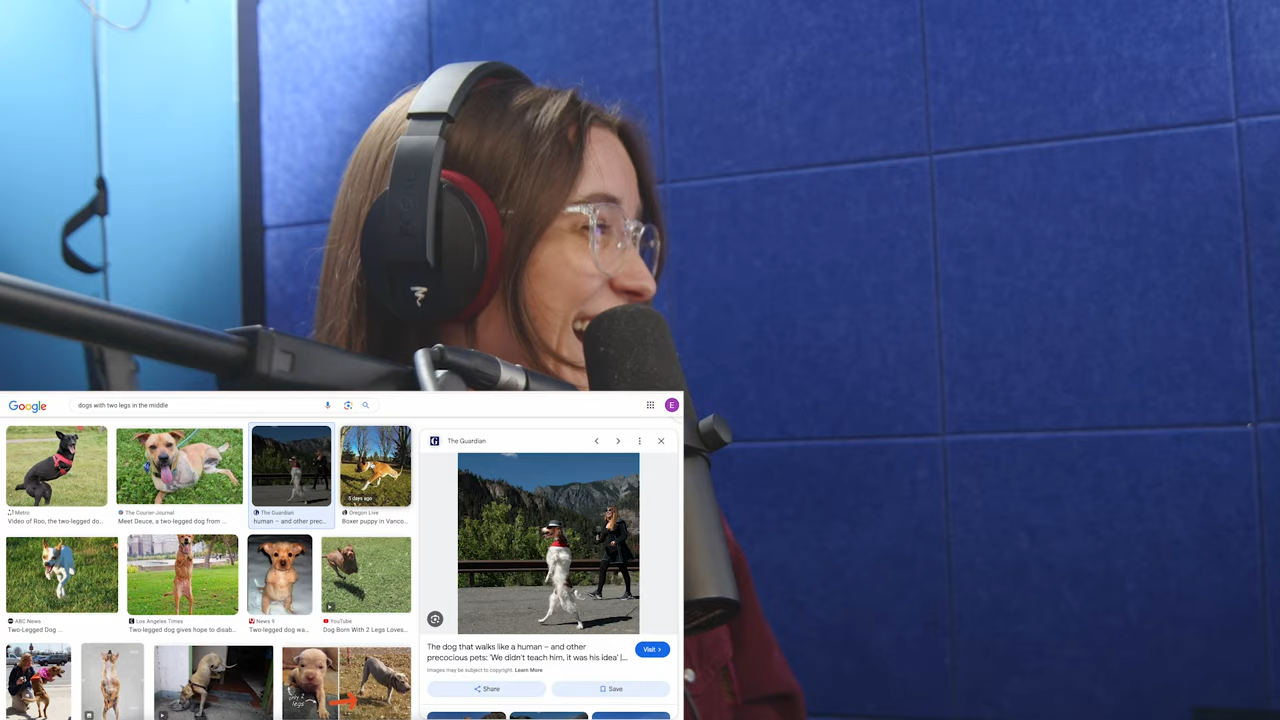 Google
dogs with two legs in the middle
E
Metro
Video of Roo, the two-legged do...
The Courier-Journal
Meet Deuce, a two-legged dog from ...
The Guardian
human – and other prec...
5 days ago
Oregon Live
Boxer puppy in Vanco...
ABC News
Two-Legged Dog ...
Los Angeles Times
Two-legged dog gives hope to disab...
News 9
Two-legged dog wa...
YouTube
Dog Born With 2 Legs Loves...
only 2
legs
The Guardian
The dog that walks like a human – and other
precocious pets: 'We didn't teach him, it was his idea' |...
Visit >
Images may be subject to copyright. Learn More
Share
Save